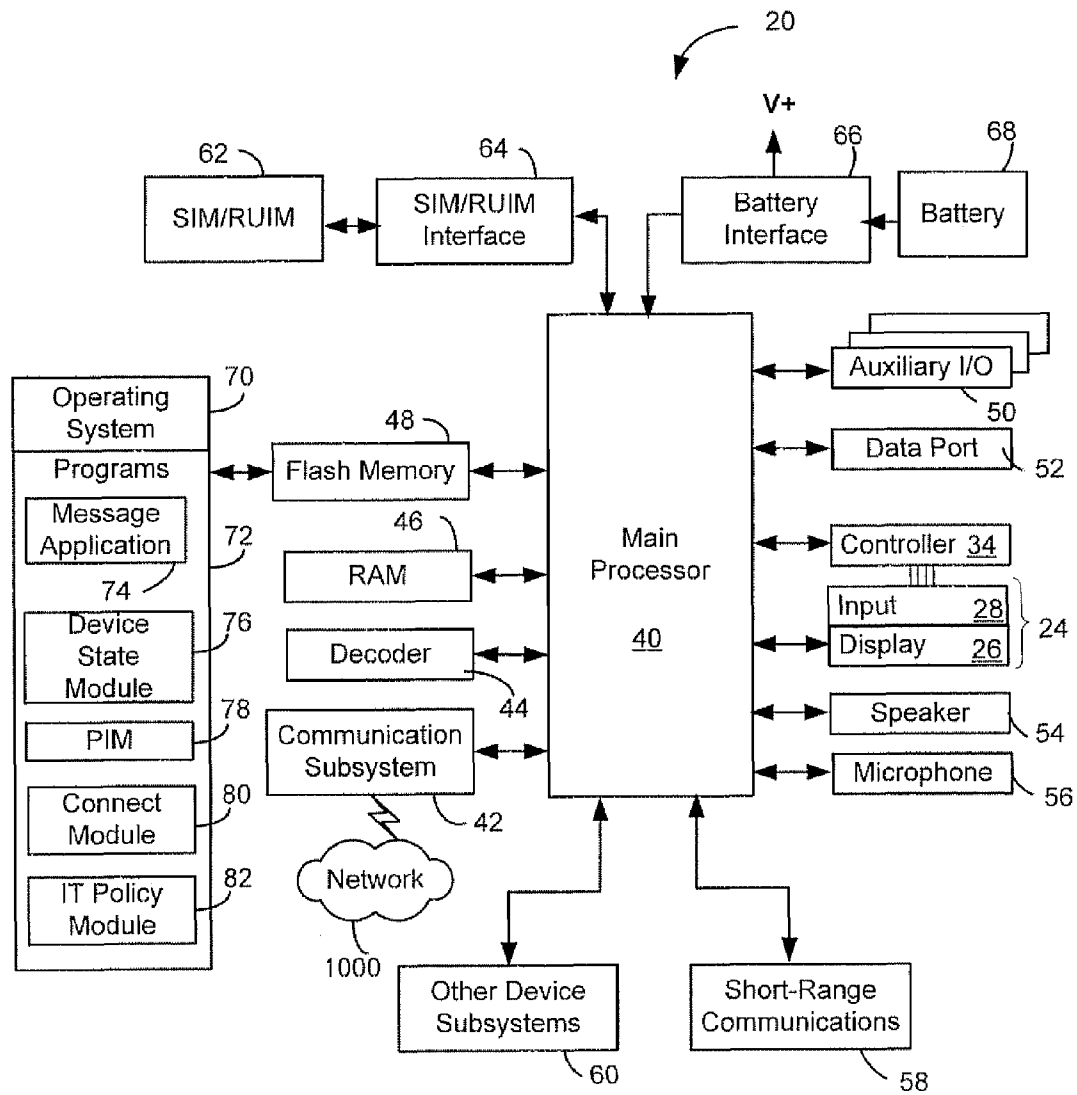 20
V+
62
64
66
68
SIM/RUIM
SIM/RUIM
Interface
Battery
Interface
Battery
Auxiliary I/O
50
Operating
System
70
Programs
48
Flash Memory
Data Port
52
Message
Application
74
72
46
RAM
Main
Processor
40
Controller 34
Input 28
Display 26
24
Device
State
Module
76
Decoder
44
PIM
78
Communication
Subsystem
42
Speaker
54
Microphone
56
Connect
Module
80
IT Policy
Module
82
Network
1000
Other Device
Subsystems
60
Short-Range
Communications
58